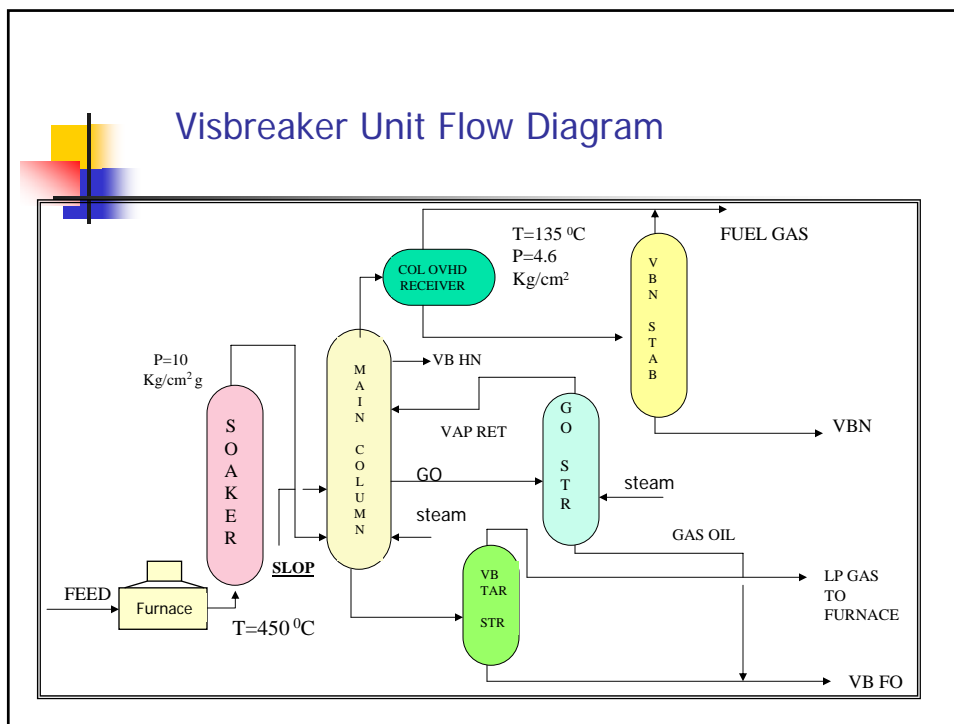 Visbreaker Unit Flow Diagram
T=135 ⁰C
P=4.6
Kg/cm²
FUEL GAS
COL OVHD
RECEIVER
V
B
N
S
T
A
B
P=10
Kg/cm² g
VB HN
M
A
I
N
C
O
L
U
M
N
S
O
A
K
E
R
VAP RET
G O
S
T
R
VBN
GO
steam
steam
GAS OIL
SLOP
FEED
Furnace
T=450 ⁰C
VB
TAR
STR
LP GAS
TO
FURNACE
VB FO